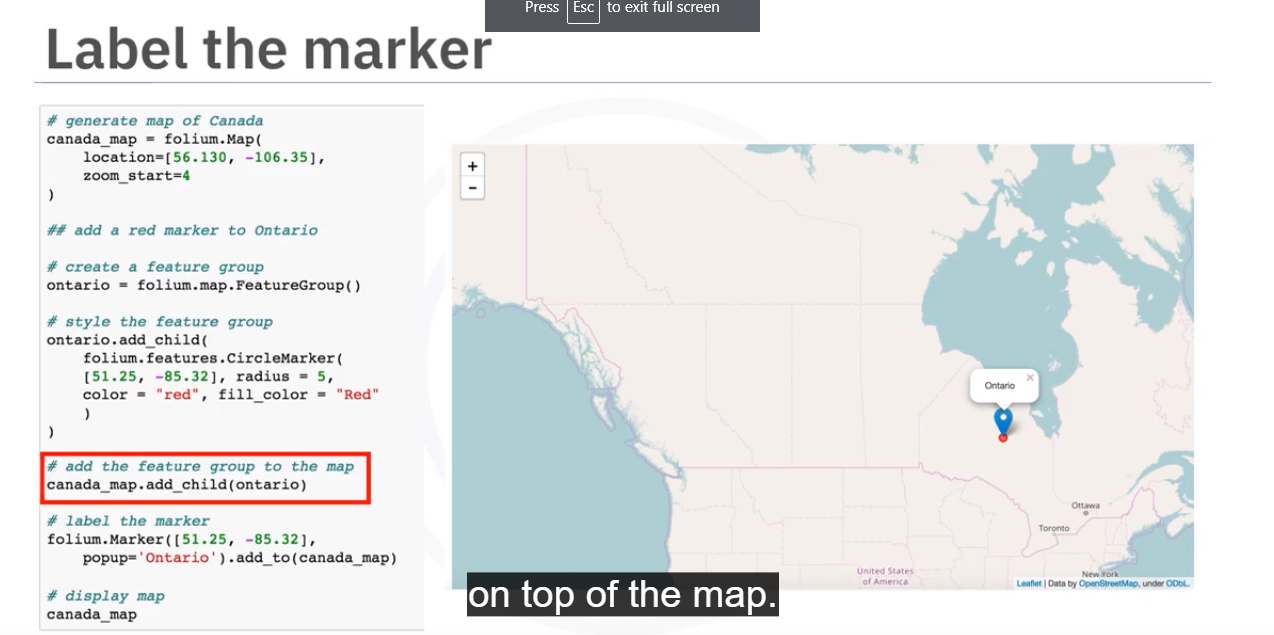 Press Esc to exit full screen
Label the marker
# generate map of Canada
canada_map = folium.Map(
    location=[56.130, -106.35],
    zoom_start=4
)
## add a red marker to Ontario
# create a feature group
ontario = folium.map.FeatureGroup()
# style the feature group
ontario.add_child(
    folium.features.CircleMarker(
    [51.25, -85.32], radius = 5,
    color = "red", fill_color = "Red"
    )
)
# add the feature group to the map
canada_map.add_child(ontario)
# label the marker
folium.Marker([51.25, -85.32],
    popup='Ontario').add_to(canada_map)
# display map
canada_map
+
−
Ontario ×
Ottawa
Toronto
United States
of America
New York
Leaflet | Data by OpenStreetMap, under ODbL.
on top of the map.